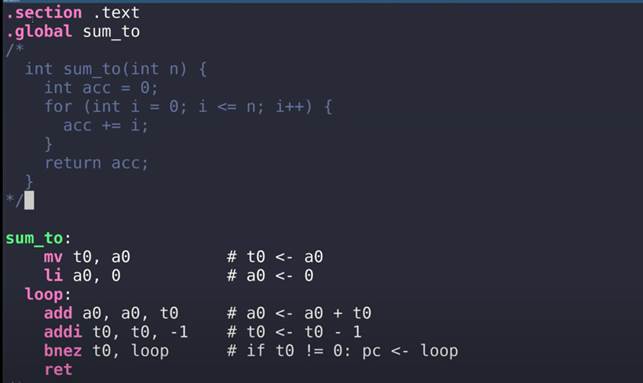 .section .text
.global sum_to
/*
  int sum_to(int n) {
    int acc = 0;
    for (int i = 0; i <= n; i++) {
      acc += i;
    }
    return acc;
  }
*/
sum_to:
    mv t0, a0          # t0 <- a0
    li a0, 0           # a0 <- 0
  loop:
    add a0, a0, t0     # a0 <- a0 + t0
    addi t0, t0, -1    # t0 <- t0 - 1
    bnez t0, loop      # if t0 != 0: pc <- loop
    ret